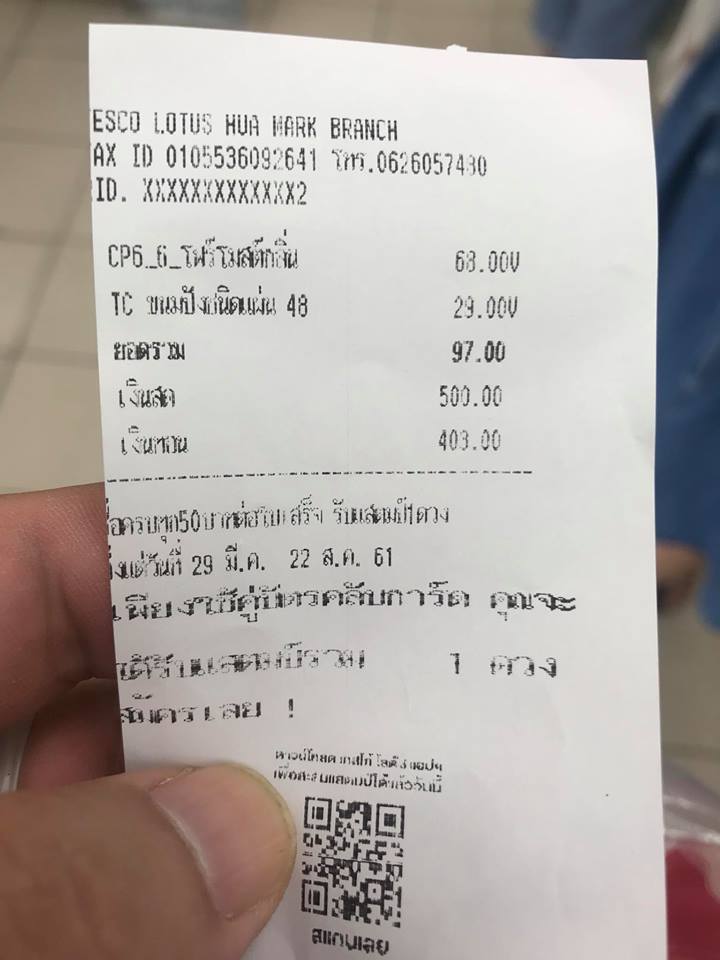 ESCO LOTUS HUA MARK BRANCH
AX ID 0105536092641 โทร.0626057480
ID. XXXXXXXXXXXXX2
CP6_6_โฟร์โมสต์กลิ่น 68.00V
TC ขนมปังชนิดแผ่น 48 29.00V
ยอดรวม 97.00
เงินสด 500.00
เงินทอน 403.00
อครบทุก50บาทต่อใบเสร็จ รับแสตมป์1ดวง
ั้งแต่วันที่ 29 มี.ค. 22 ส.ค. 61
เพียงใช้คู่บัตรคลับการ์ด คุณจะ
ได้รับแสตมป์รวม 1 ดวง
สมัครเลย !
ดาวน์โหลด เทสโก้ โลตัส แอปฯ
เพื่อสะสมแสตมป์ได้แล้ววันนี้
สแกนเลย